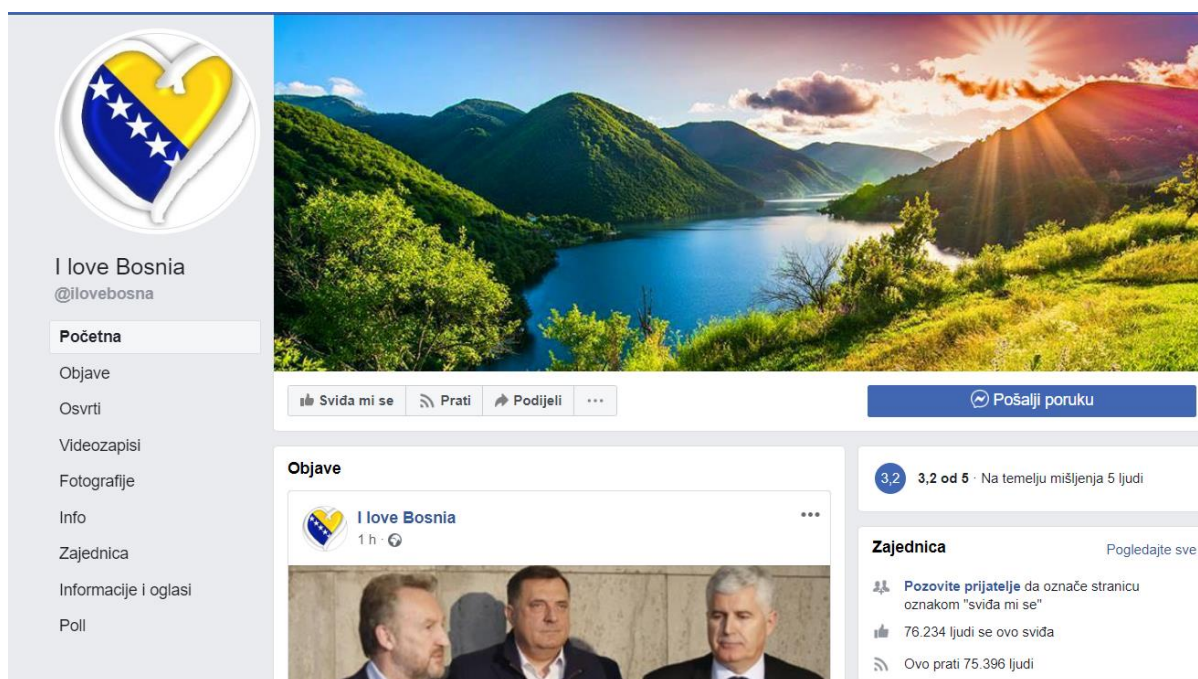 I love Bosnia
@ilovebosna
Početna
Objave
Osvrti
Videozapisi
Fotografije
Info
Zajednica
Informacije i oglasi
Poll
Sviđa mi se
Prati
Podijeli
Pošalji poruku
Objave
I love Bosnia
1 h ·
3,2
3,2 od 5 · Na temelju mišljenja 5 ljudi
Zajednica
Pogledajte sve
Pozovite prijatelje da označe stranicu
oznakom "sviđa mi se"
76.234 ljudi se ovo sviđa
Ovo prati 75.396 ljudi